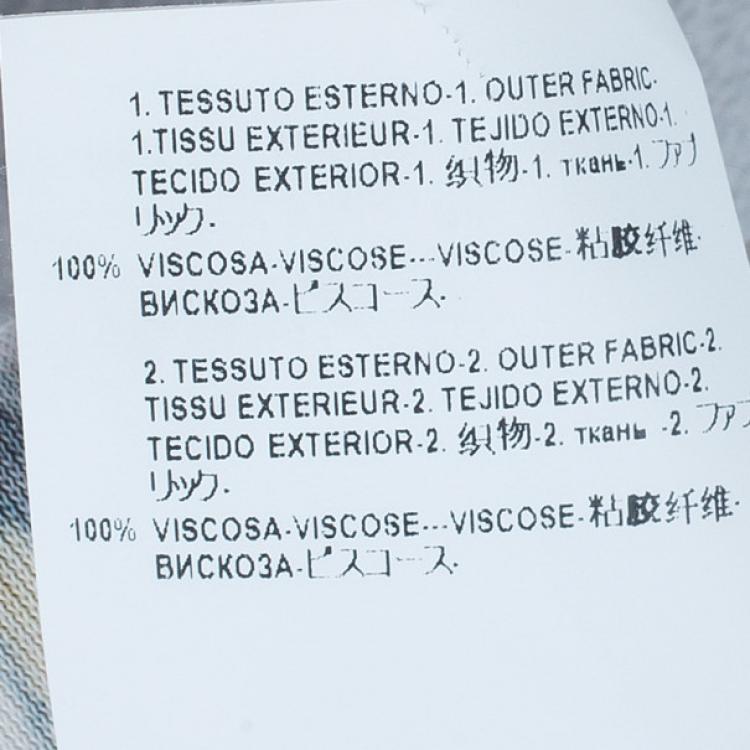 1. TESSUTO ESTERNO-1. OUTER FABRIC-
1.TISSU EXTERIEUR-1. TEJIDO EXTERNO-1.
TECIDO EXTERIOR-1. 织物-1. ткань-1. ファブ
リック.
100% VISCOSA-VISCOSE---VISCOSE-粘胶纤维-
ВИСКОЗА-ビスコース.
2. TESSUTO ESTERNO-2. OUTER FABRIC-2.
TISSU EXTERIEUR-2. TEJIDO EXTERNO-2.
TECIDO EXTERIOR-2. 织物-2. ткань -2. ファブ
リック.
100% VISCOSA-VISCOSE---VISCOSE-粘胶纤维-
ВИСКОЗА-ビスコース.